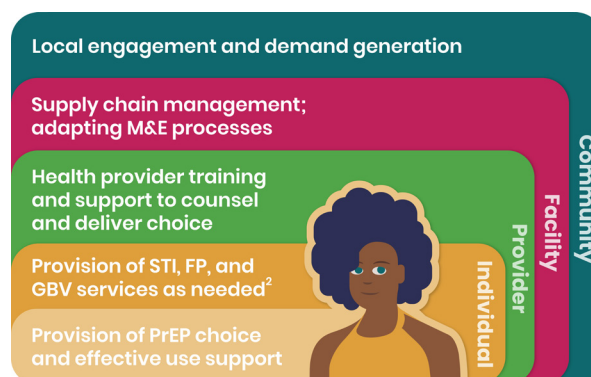 Local engagement and demand generation
Supply chain management;
adapting M&E processes
Health provider training
and support to counsel
and deliver choice
Provision of STI, FP, and
GBV services as needed²
Provision of PrEP choice
and effective use support
Individual
Provider
Facility
Community